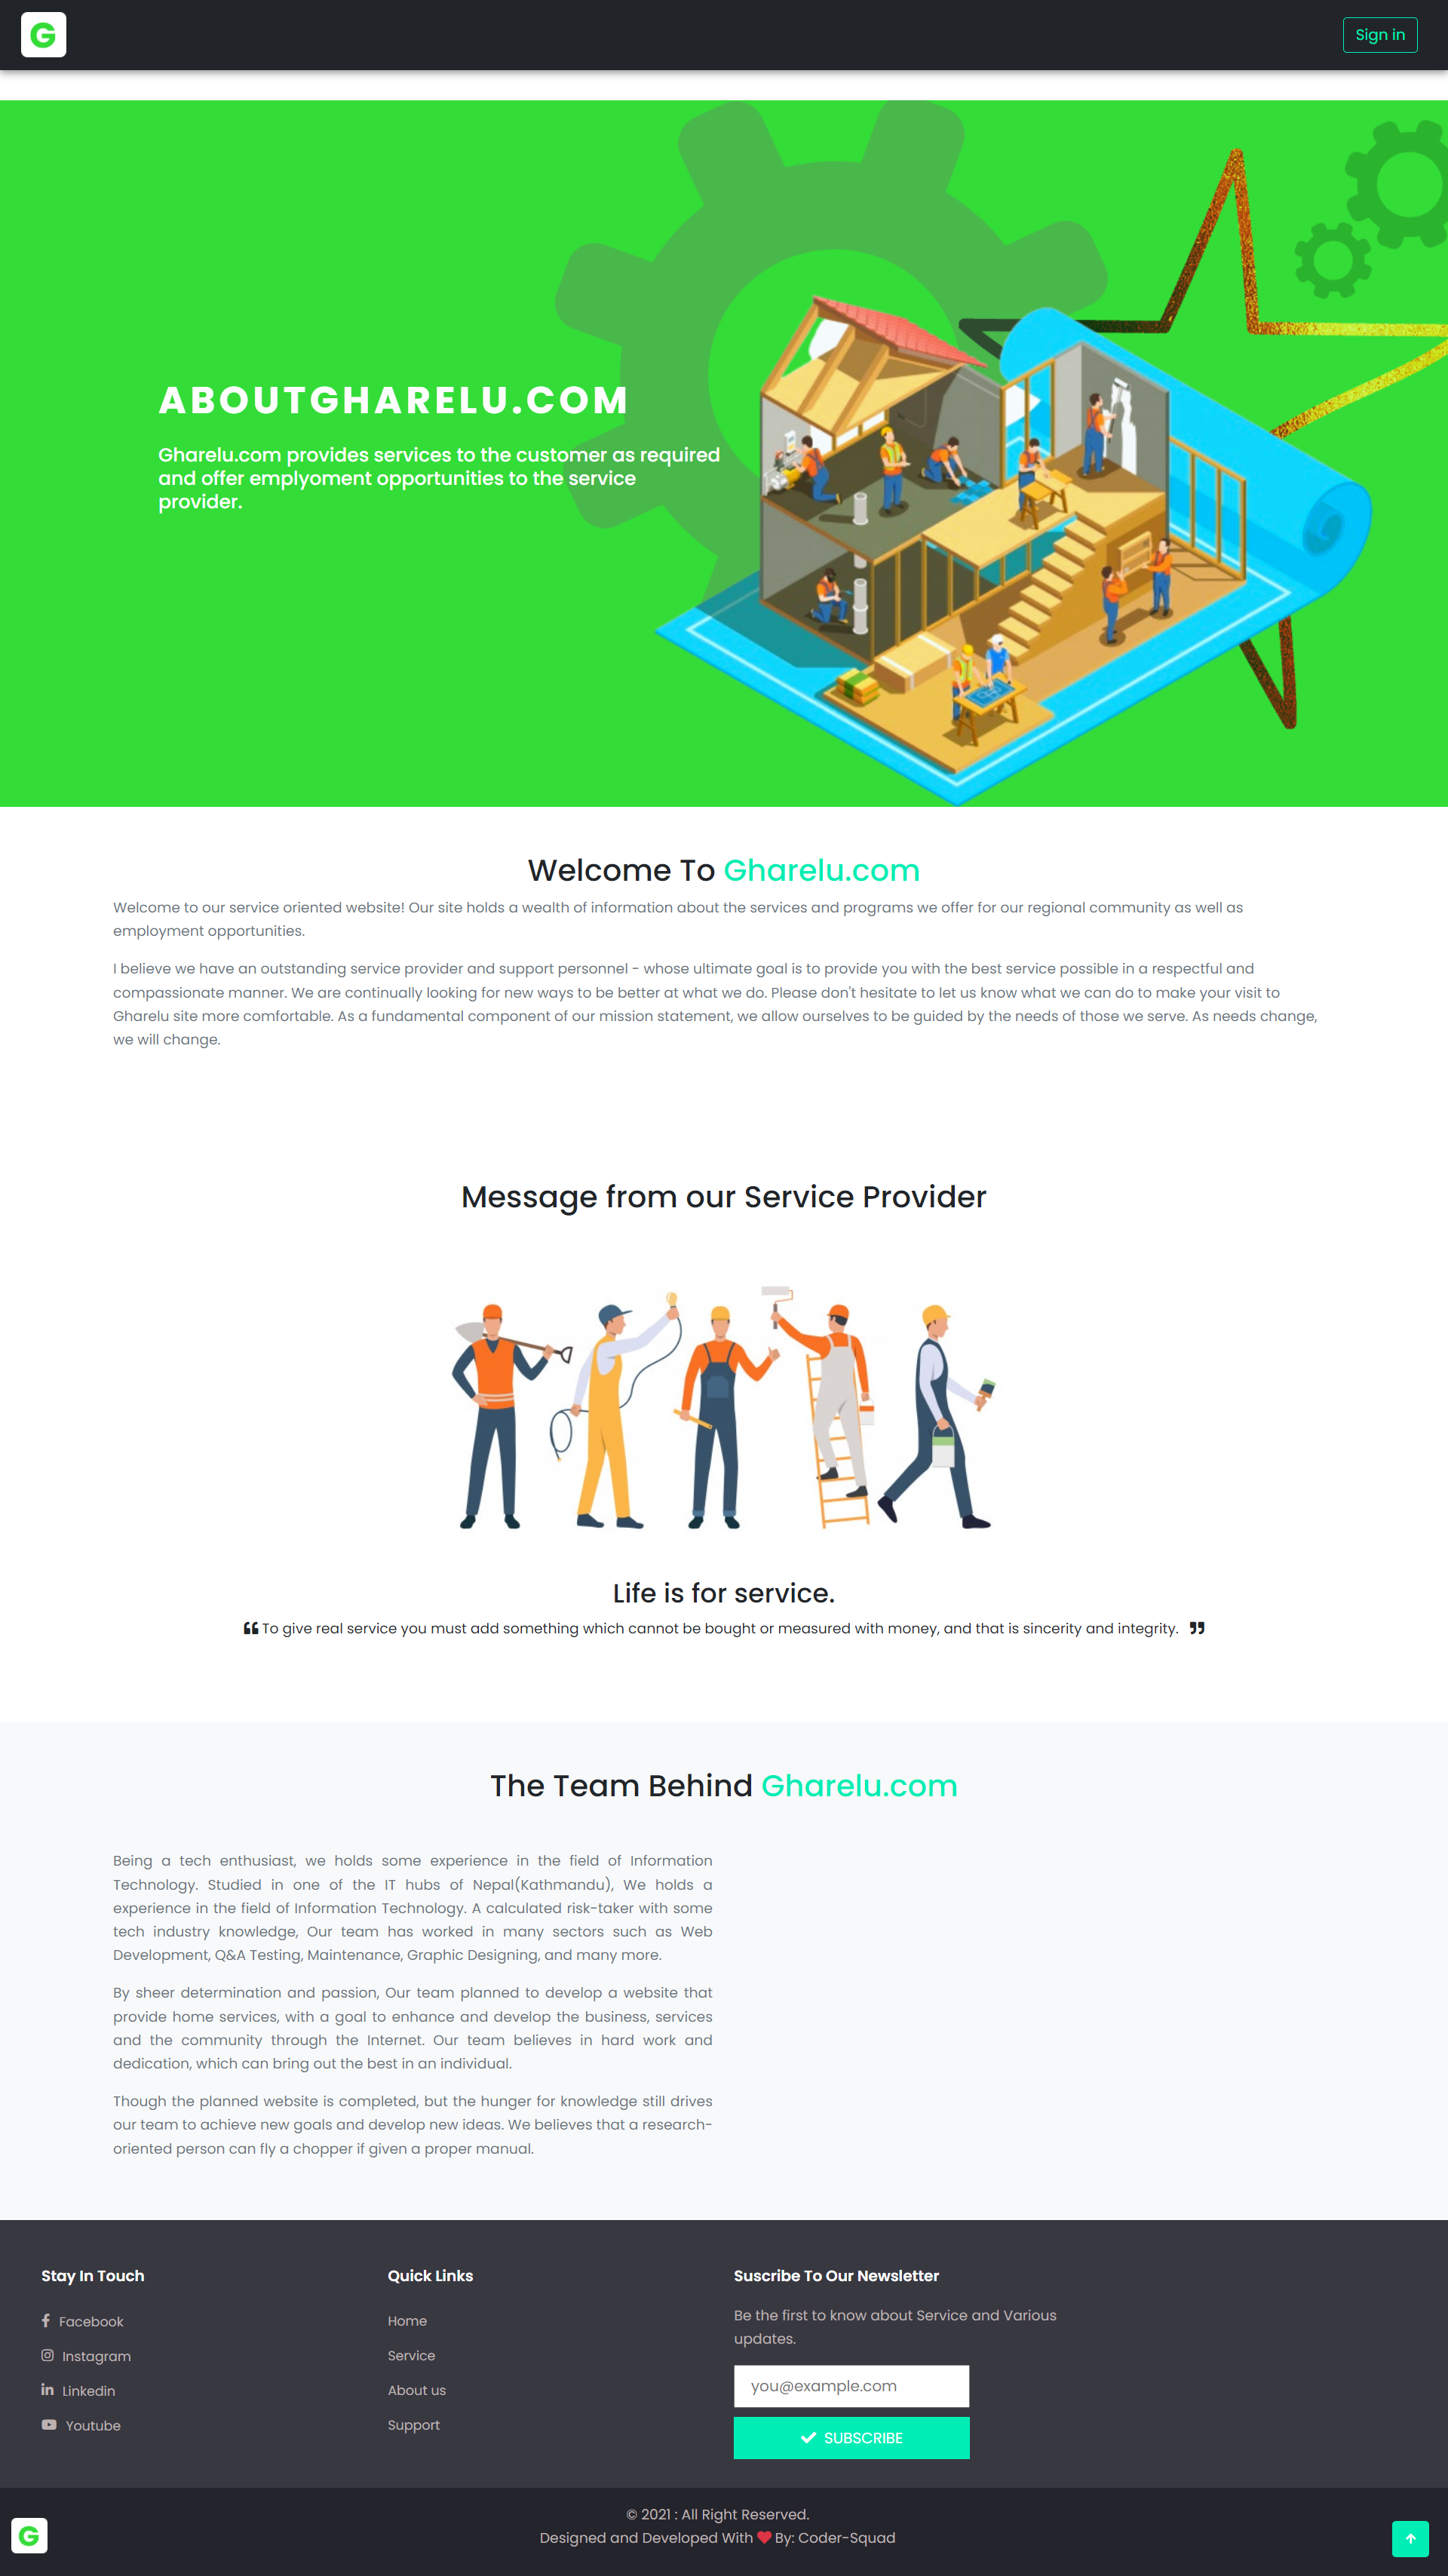 G
Sign in
ABOUTGHARELU.COM
Gharelu.com provides services to the customer as required
and offer emplyoment opportunities to the service
provider.
Welcome To Gharelu.com
Welcome to our service oriented website! Our site holds a wealth of information about the services and programs we offer for our regional community as well as
employment opportunities.
I believe we have an outstanding service provider and support personnel - whose ultimate goal is to provide you with the best service possible in a respectful and
compassionate manner. We are continually looking for new ways to be better at what we do. Please don't hesitate to let us know what we can do to make your visit to
Gharelu site more comfortable. As a fundamental component of our mission statement, we allow ourselves to be guided by the needs of those we serve. As needs change,
we will change.
Message from our Service Provider
Life is for service.
“ To give real service you must add something which cannot be bought or measured with money, and that is sincerity and integrity. ”
The Team Behind Gharelu.com
Being a tech enthusiast, we holds some experience in the field of Information
Technology. Studied in one of the IT hubs of Nepal(Kathmandu), We holds a
experience in the field of Information Technology. A calculated risk-taker with some
tech industry knowledge, Our team has worked in many sectors such as Web
Development, Q&A Testing, Maintenance, Graphic Designing, and many more.
By sheer determination and passion, Our team planned to develop a website that
provide home services, with a goal to enhance and develop the business, services
and the community through the Internet. Our team believes in hard work and
dedication, which can bring out the best in an individual.
Though the planned website is completed, but the hunger for knowledge still drives
our team to achieve new goals and develop new ideas. We believes that a research-
oriented person can fly a chopper if given a proper manual.
Stay In Touch
Facebook
Instagram
Linkedin
Youtube
Quick Links
Home
Service
About us
Support
Suscribe To Our Newsletter
Be the first to know about Service and Various
updates.
you@example.com
SUBSCRIBE
© 2021 : All Right Reserved.
Designed and Developed With ❤ By: Coder-Squad
G